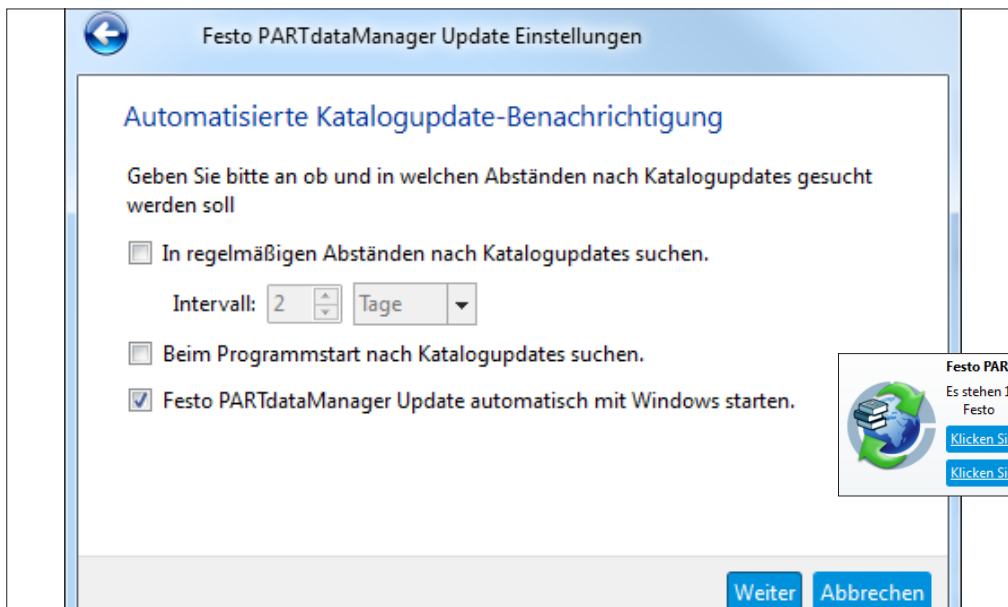 Festo PARTdataManager Update Einstellungen
Automatisierte Katalogupdate-Benachrichtigung
Geben Sie bitte an ob und in welchen Abständen nach Katalogupdates gesucht
werden soll
In regelmäßigen Abständen nach Katalogupdates suchen.
Intervall: 2 Tage
Beim Programmstart nach Katalogupdates suchen.
Festo PARTdataManager Update automatisch mit Windows starten.
Festo PAR
Es stehen 1
Festo
Klicken Si
Klicken Si
Weiter Abbrechen